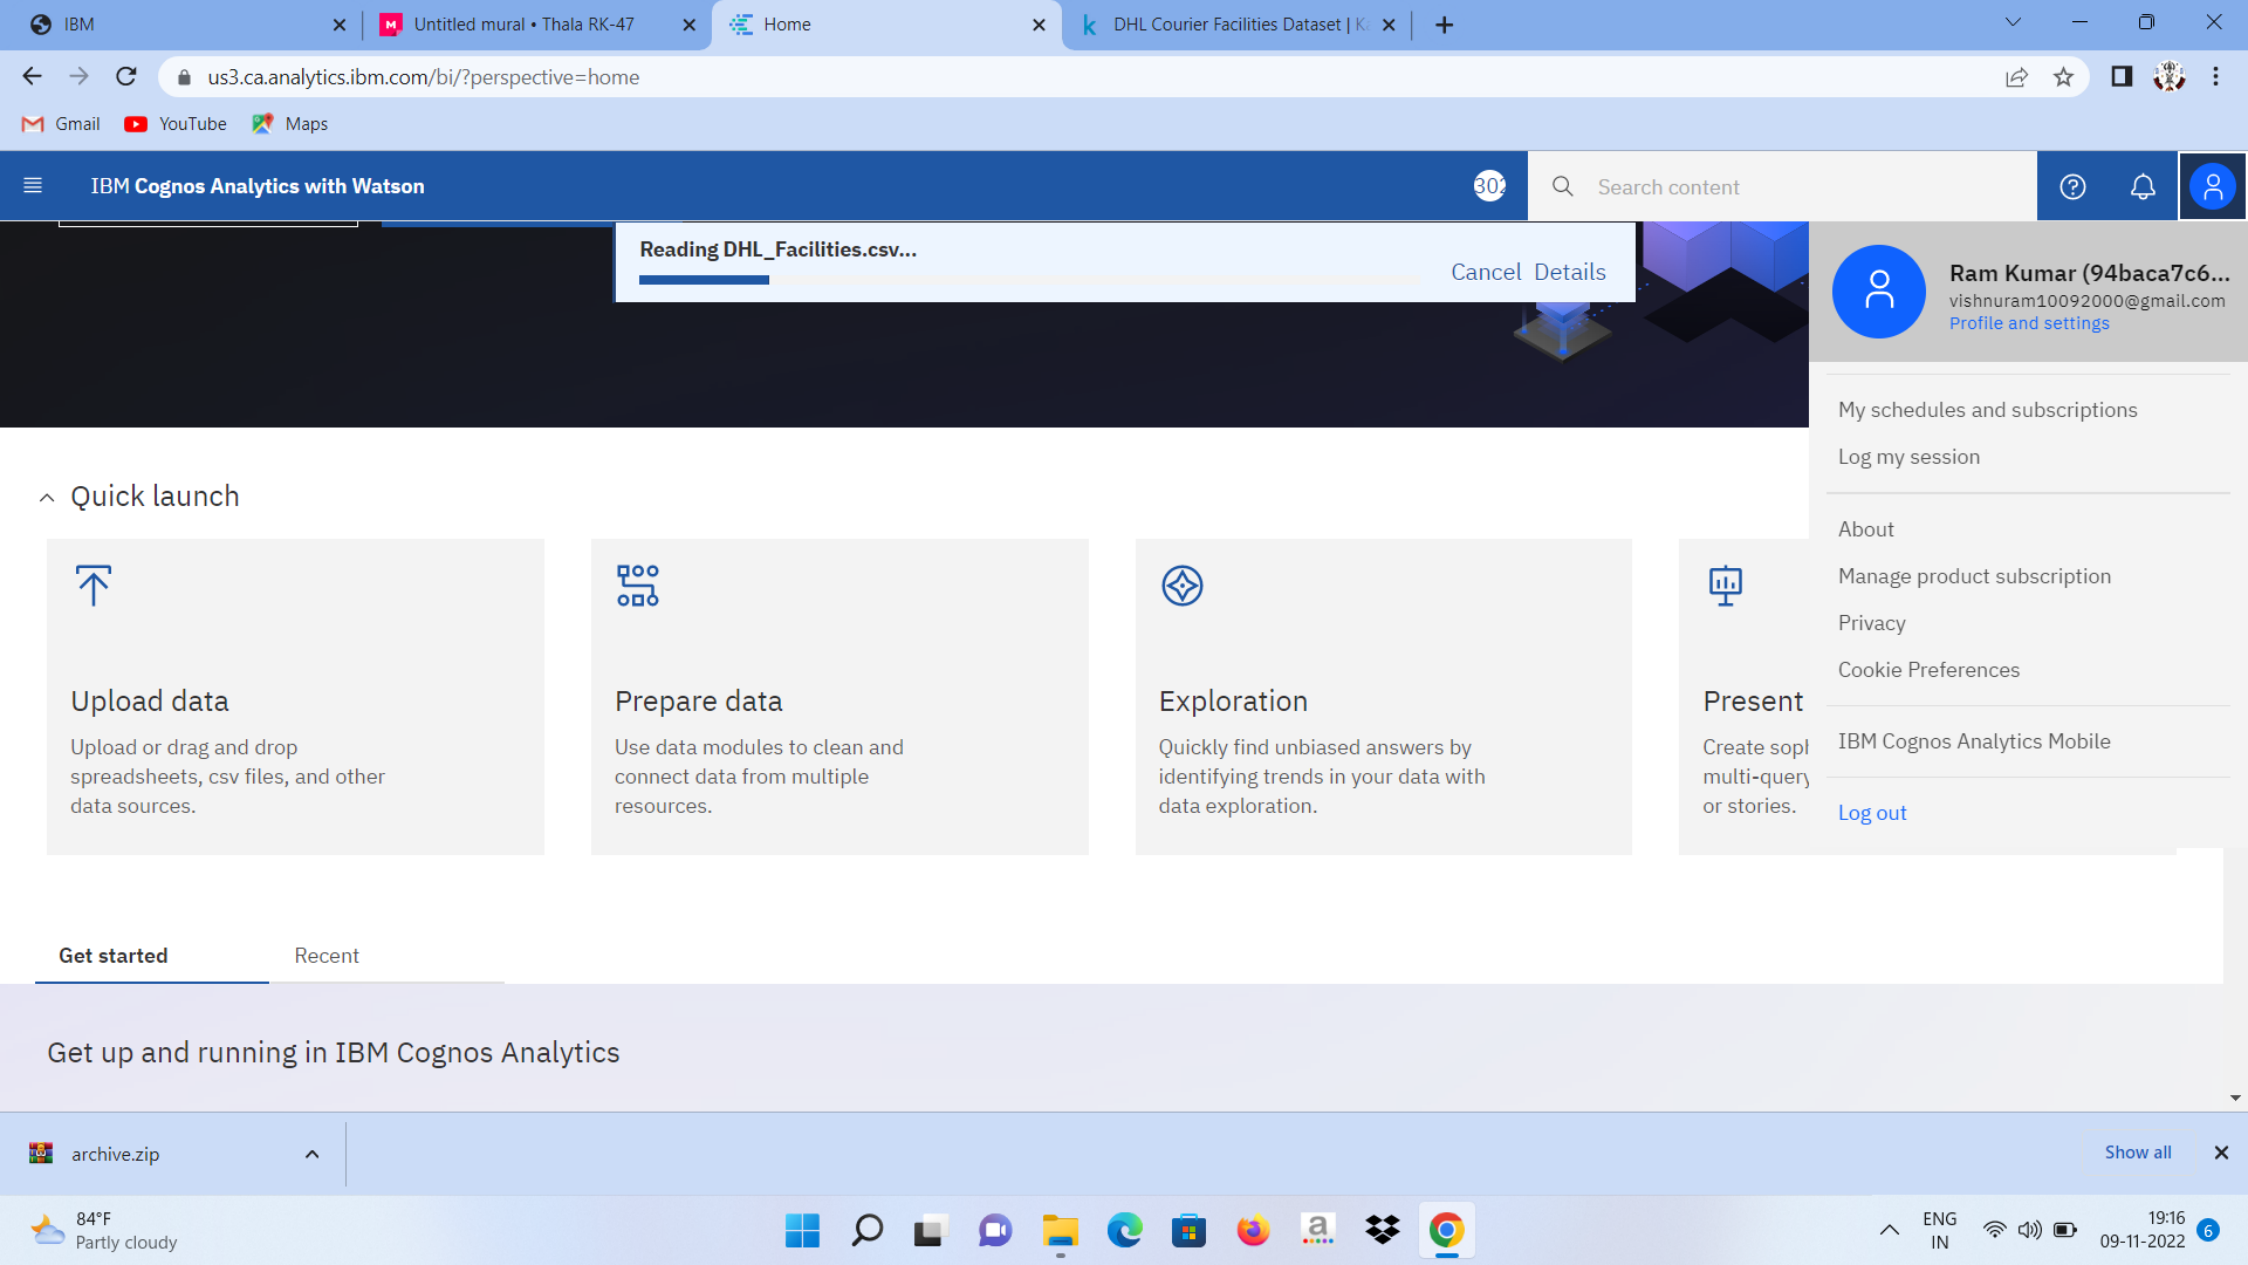 IBM
Untitled mural • Thala RK-47
Home
DHL Courier Facilities Dataset |
us3.ca.analytics.ibm.com/bi/?perspective=home
Gmail
YouTube
Maps
IBM Cognos Analytics with Watson
302
Search content
Reading DHL_Facilities.csv...
Cancel Details
Ram Kumar (94baca7c6...
vishnuram10092000@gmail.com
Profile and settings
My schedules and subscriptions
Log my session
About
Manage product subscription
Privacy
Cookie Preferences
IBM Cognos Analytics Mobile
Log out
Quick launch
Upload data
Upload or drag and drop
spreadsheets, csv files, and other
data sources.
Prepare data
Use data modules to clean and
connect data from multiple
resources.
Exploration
Quickly find unbiased answers by
identifying trends in your data with
data exploration.
Present
Create
multi-query
or stories.
Get started
Recent
Get up and running in IBM Cognos Analytics
archive.zip
Show all
84°F
Partly cloudy
ENG
IN
19:16
09-11-2022
6